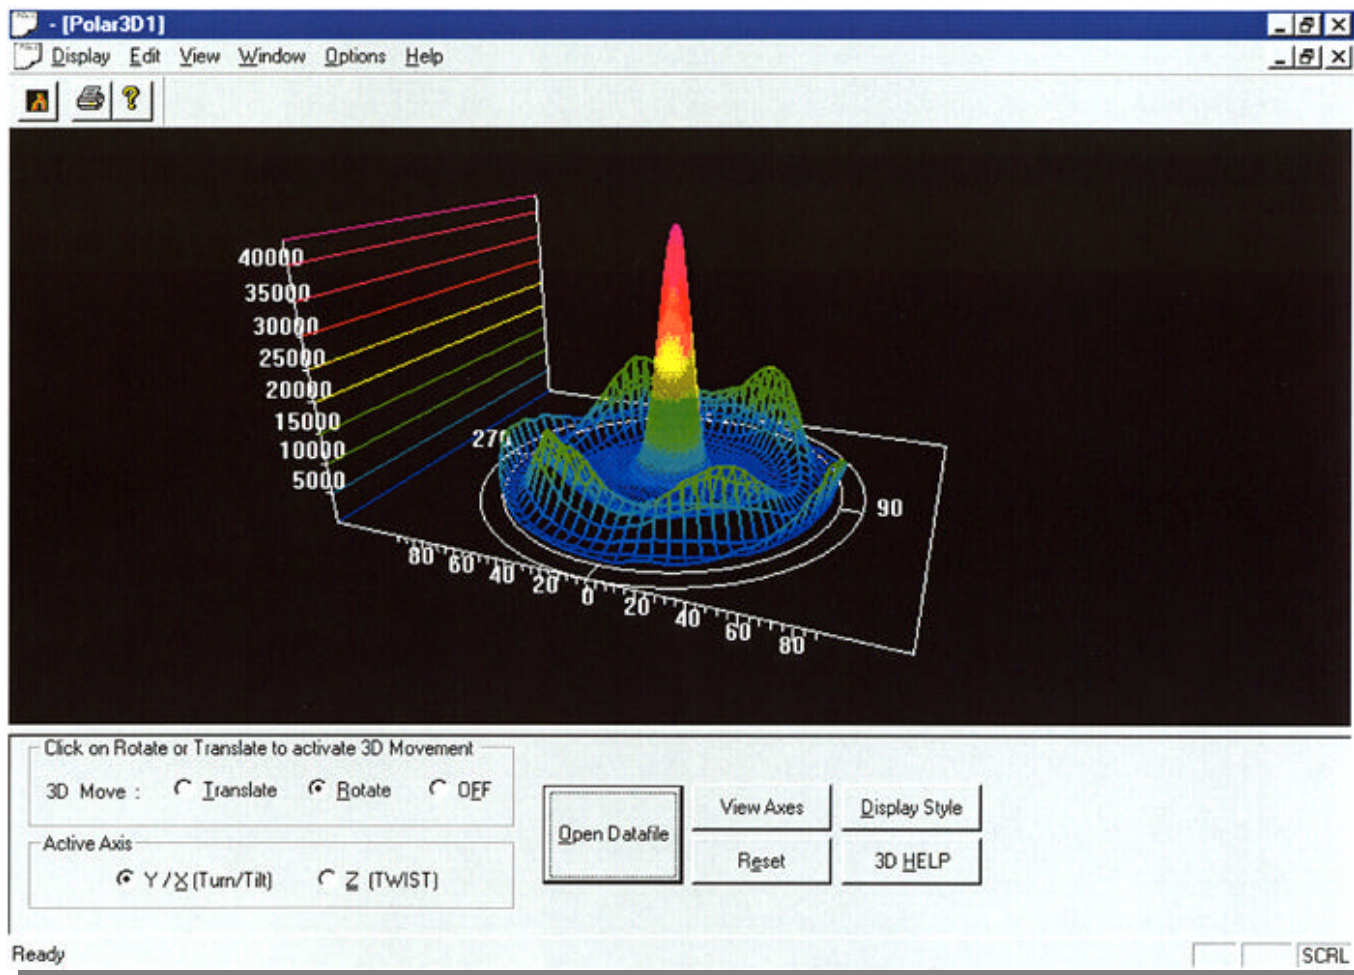 - [Polar3D1]
Display Edit View Window Options Help
40000
35000
30000
25000
20000
15000
10000
5000
270
90
80 60 40 20 0 20 40 60 80
Click on Rotate or Translate to activate 3D Movement
3D Move : Translate Rotate OFF
Active Axis
Y / X (Turn/Tilt) Z (TWIST)
Open Datafile
View Axes Display Style
Reset 3D HELP
Ready SCRL